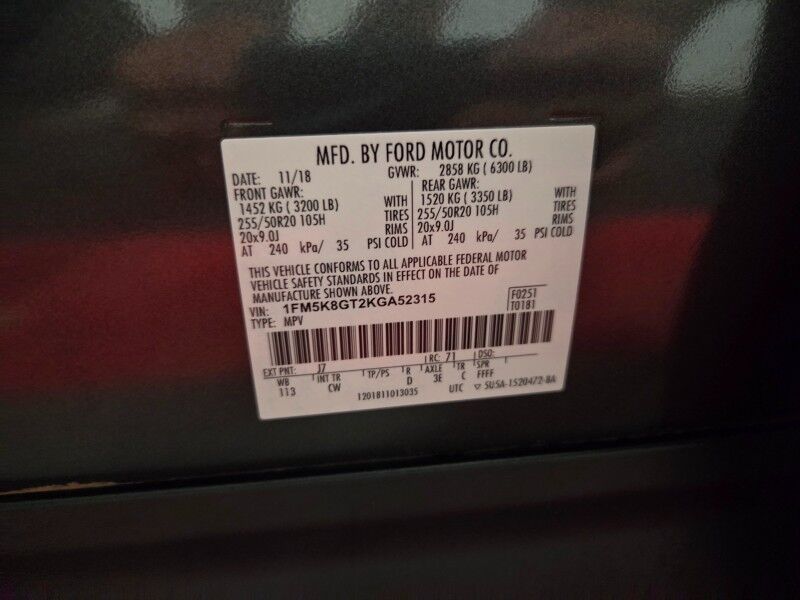 MFD. BY FORD MOTOR CO.
DATE: 11/18 GVWR: 2858 KG ( 6300 LB)
FRONT GAWR: REAR GAWR:
1452 KG ( 3200 LB) WITH 1520 KG ( 3350 LB) WITH
255/50R20 105H TIRES 255/50R20 105H TIRES
20x9.0J RIMS 20x9.0J RIMS
AT 240 kPa/ 35 PSI COLD AT 240 kPa/ 35 PSI COLD
THIS VEHICLE CONFORMS TO ALL APPLICABLE FEDERAL MOTOR
VEHICLE SAFETY STANDARDS IN EFFECT ON THE DATE OF
MANUFACTURE SHOWN ABOVE.
VIN: 1FM5K8GT2KGA52315 F0251
TYPE: MPV T0181
EXT PNT: J7 RC: 71 DSO:
WB INT TR TP/PS R AXLE TR SPR
113 CW D 3E C FFFF
1201811013035 UTC ▽ 5U5A-1520472-BA